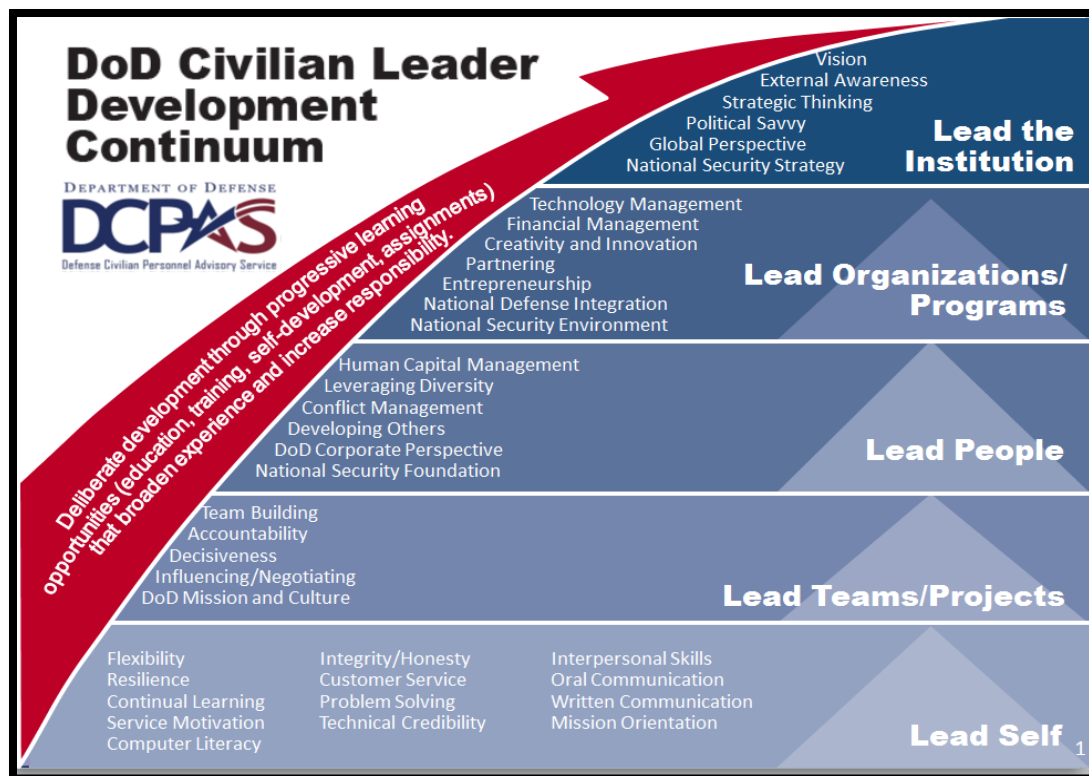 DoD Civilian Leader
Development
Continuum
DEPARTMENT OF DEFENSE
DCPAS
Defense Civilian Personnel Advisory Service
Deliberate development through progressive learning
opportunities (education, training, self-development, assignments)
that broaden experience and increase responsibility.
Vision
External Awareness
Strategic Thinking
Political Savvy
Global Perspective
National Security Strategy
Lead the
Institution
Technology Management
Financial Management
Creativity and Innovation
Partnering
Entrepreneurship
National Defense Integration
National Security Environment
Lead Organizations/
Programs
Human Capital Management
Leveraging Diversity
Conflict Management
Developing Others
DoD Corporate Perspective
National Security Foundation
Lead People
Team Building
Accountability
Decisiveness
Influencing/Negotiating
DoD Mission and Culture
Lead Teams/Projects
Flexibility
Resilience
Continual Learning
Service Motivation
Computer Literacy
Integrity/Honesty
Customer Service
Problem Solving
Technical Credibility
Interpersonal Skills
Oral Communication
Written Communication
Mission Orientation
Lead Self
1